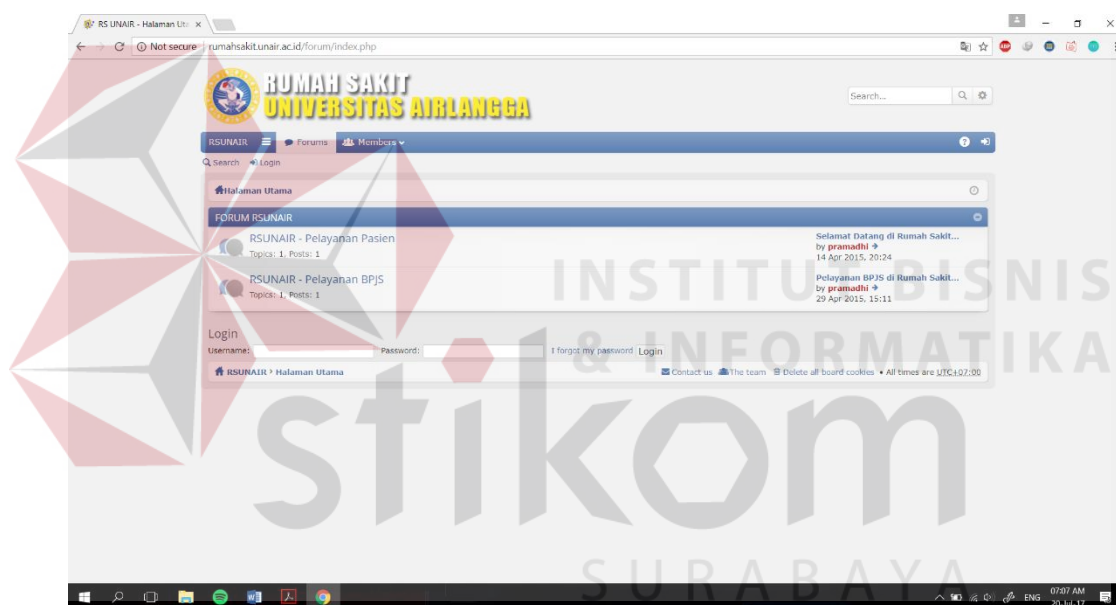 RS UNAIR - Halaman Uta
Not secure rumahsakit.unair.ac.id/forum/index.php
RUMAH SAKIT
UNIVERSITAS AIRLANGGA
Search...
RSUNAIR Forums Members
Search Login
Halaman Utama
FORUM RSUNAIR
RSUNAIR - Pelayanan Pasien
Topics: 1, Posts: 1
Selamat Datang di Rumah Sakit...
by pramadhi
14 Apr 2015, 20:24
RSUNAIR - Pelayanan BPJS
Topics: 1, Posts: 1
Pelayanan BPJS di Rumah Sakit...
by pramadhi
29 Apr 2015, 15:11
Login
Username: Password: I forgot my password Login
RSUNAIR › Halaman Utama
Contact us The team Delete all board cookies • All times are UTC+07:00
INSTITUT BISNIS
& INFORMATIKA
stikom
SURABAYA
ENG 07:07 AM
20-Jul-17